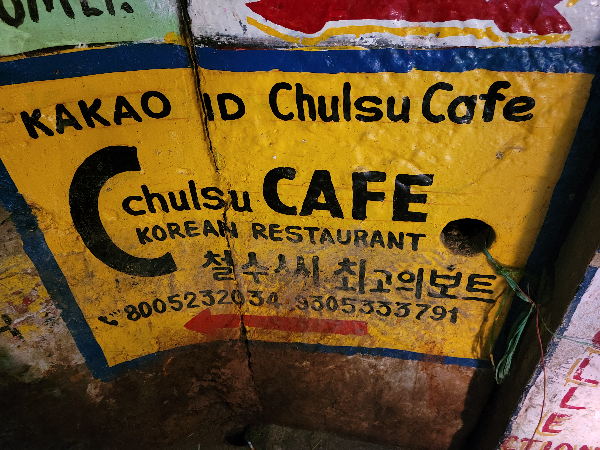 KAKAO ID Chulsu Cafe
C chulsu CAFE
KOREAN RESTAURANT
철수씨 최고의보트
8005232034, 9305333791